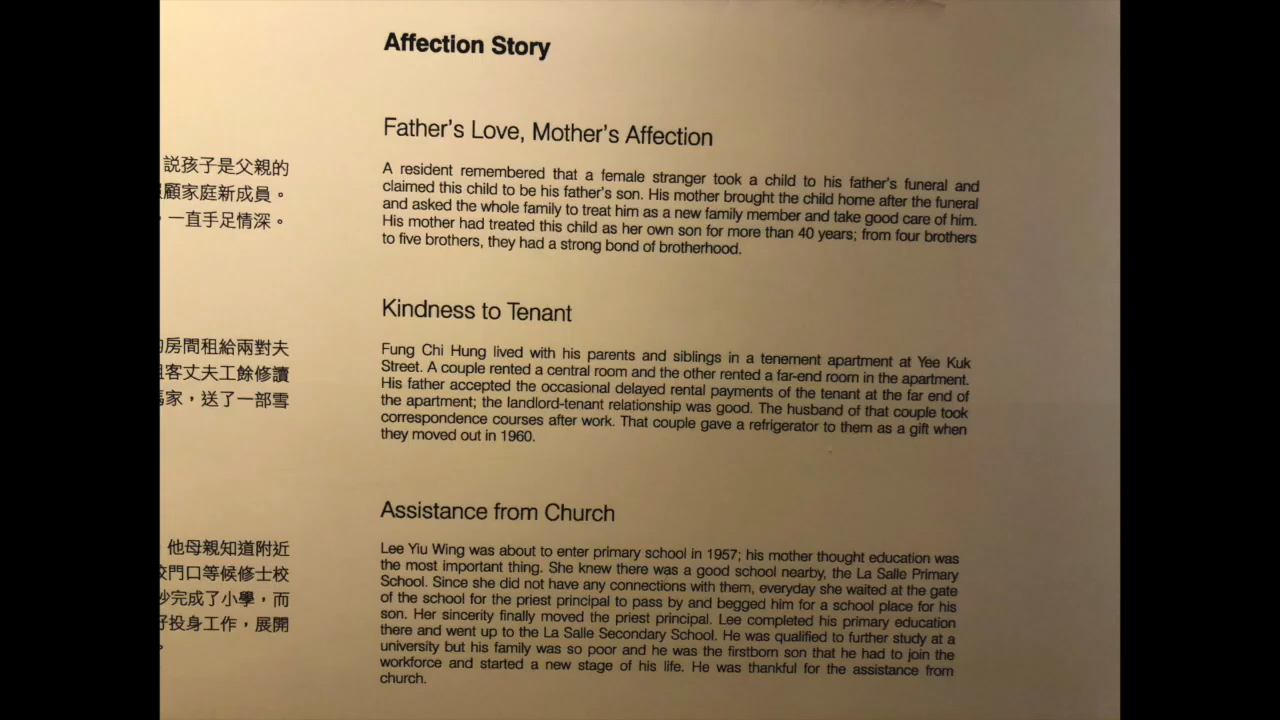 Affection Story
說孩子是父親的
顧家庭新成員。
，一直手足情深。
房間租給兩對夫
客丈夫工餘修讀
家，送了一部雪
他母親知道附近
門口等候修士校
完成了小學，而
投身工作，展開
。
Father's Love, Mother's Affection
A resident remembered that a female stranger took a child to his father's funeral and
claimed this child to be his father's son. His mother brought the child home after the funeral
and asked the whole family to treat him as a new family member and take good care of him.
His mother had treated this child as her own son for more than 40 years; from four brothers
to five brothers, they had a strong bond of brotherhood.
Kindness to Tenant
Fung Chi Hung lived with his parents and siblings in a tenement apartment at Yee Kuk
Street. A couple rented a central room and the other rented a far-end room in the apartment.
His father accepted the occasional delayed rental payments of the tenant at the far end of
the apartment; the landlord-tenant relationship was good. The husband of that couple took
correspondence courses after work. That couple gave a refrigerator to them as a gift when
they moved out in 1960.
Assistance from Church
Lee Yiu Wing was about to enter primary school in 1957; his mother thought education was
the most important thing. She knew there was a good school nearby, the La Salle Primary
School. Since she did not have any connections with them, everyday she waited at the gate
of the school for the priest principal to pass by and begged him for a school place for his
son. Her sincerity finally moved the priest principal. Lee completed his primary education
there and went up to the La Salle Secondary School. He was qualified to further study at a
university but his family was so poor and he was the firstborn son that he had to join the
workforce and started a new stage of his life. He was thankful for the assistance from
church.